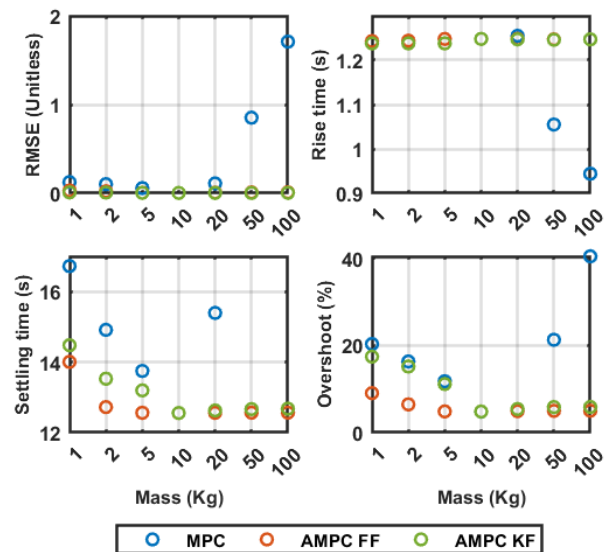 RMSE (Unitless)
2
1
0
1 2 5 10 20 50 100
Rise time (s)
1.2
1.1
1
0.9
1 2 5 10 20 50 100
Settling time (s)
16
14
12
1 2 5 10 20 50 100
Mass (Kg)
Overshoot (%)
40
20
0
1 2 5 10 20 50 100
Mass (Kg)
MPC AMPC FF AMPC KF